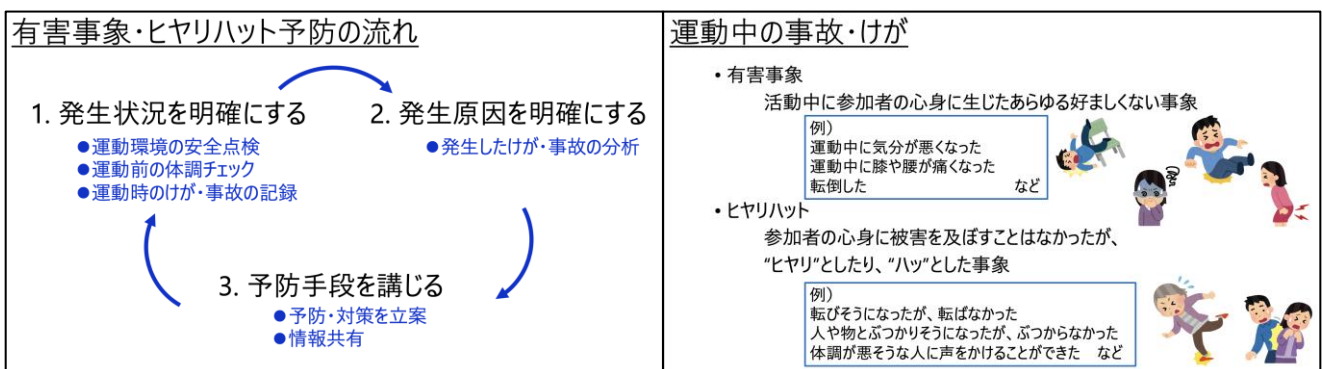 有害事象・ヒヤリハット予防の流れ
1. 発生状況を明確にする
●運動環境の安全点検
●運動前の体調チェック
●運動時のけが・事故の記録
2. 発生原因を明確にする
●発生したけが・事故の分析
3. 予防手段を講じる
●予防・対策を立案
●情報共有
運動中の事故・けが
・有害事象
活動中に参加者の心身に生じたあらゆる好ましくない事象
例）
運動中に気分が悪くなった
運動中に膝や腰が痛くなった
転倒した など
・ヒヤリハット
参加者の心身に被害を及ぼすことはなかったが、
“ヒヤリ”としたり、“ハッ”とした事象
例）
転びそうになったが、転ばなかった
人や物とぶつかりそうになったが、ぶつからなかった
体調が悪そうな人に声をかけることができた など